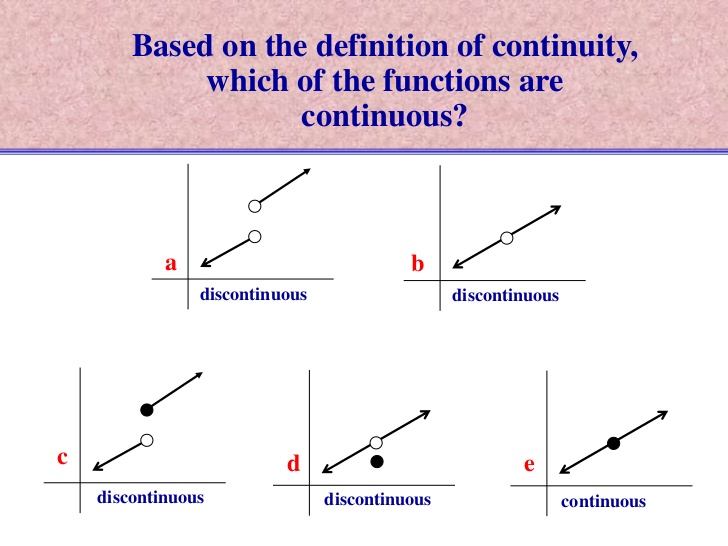 Based on the definition of continuity,
which of the functions are
continuous?
a
discontinuous
b
discontinuous
c
discontinuous
d
discontinuous
e
continuous